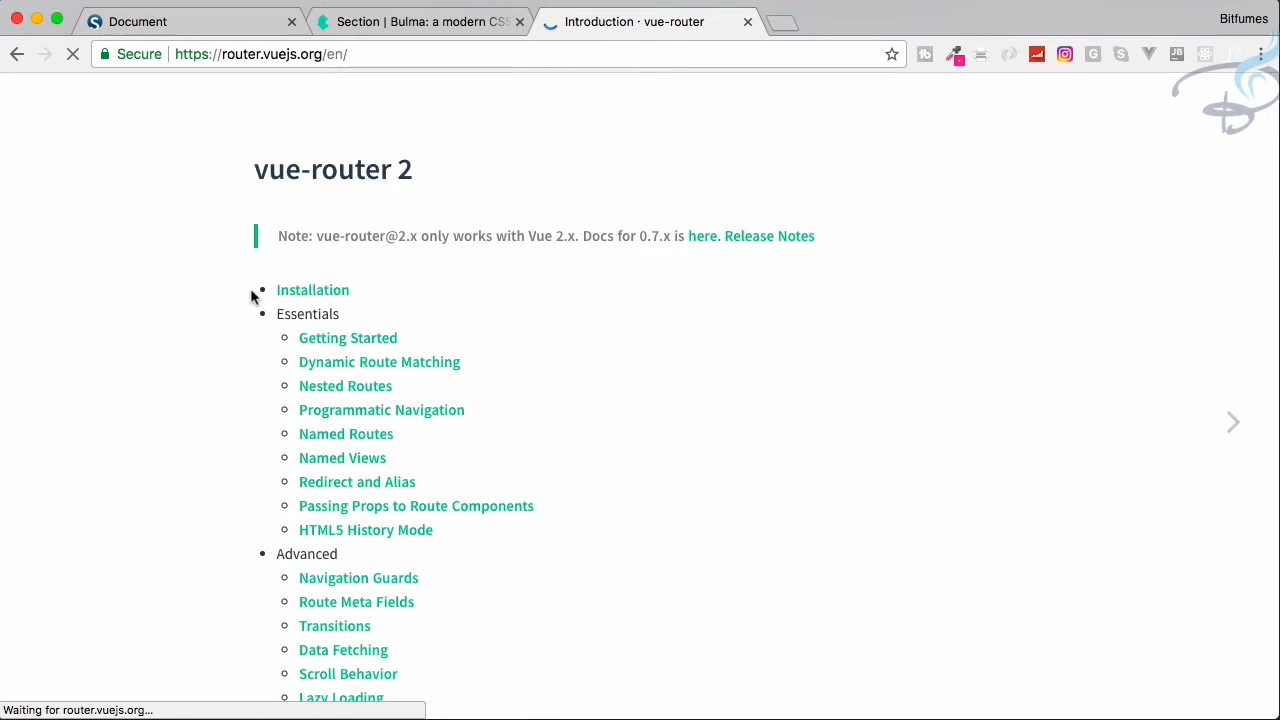 Document
Section | Bulma: a modern CSS
Introduction · vue-router
Bitfumes
Secure
https://router.vuejs.org/en/
vue-router 2
Note: vue-router@2.x only works with Vue 2.x. Docs for 0.7.x is here. Release Notes
Installation
Essentials
Getting Started
Dynamic Route Matching
Nested Routes
Programmatic Navigation
Named Routes
Named Views
Redirect and Alias
Passing Props to Route Components
HTML5 History Mode
Advanced
Navigation Guards
Route Meta Fields
Transitions
Data Fetching
Scroll Behavior
Lazy Loading
Waiting for router.vuejs.org...